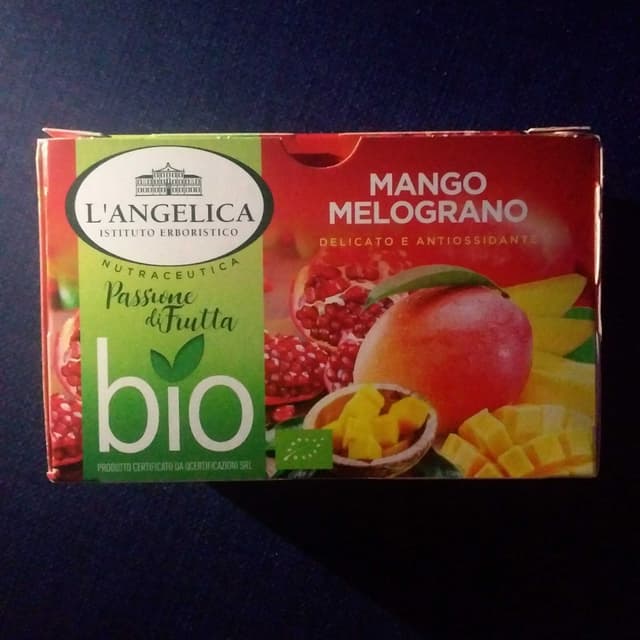 L'ANGELICA
ISTITUTO ERBORISTICO
NUTRACEUTICA
Passione
di Frutta
bio
PRODOTTO CERTIFICATO DA QCERTIFICAZIONI SRL
MANGO
MELOGRANO
DELICATO E ANTIOSSIDANTE